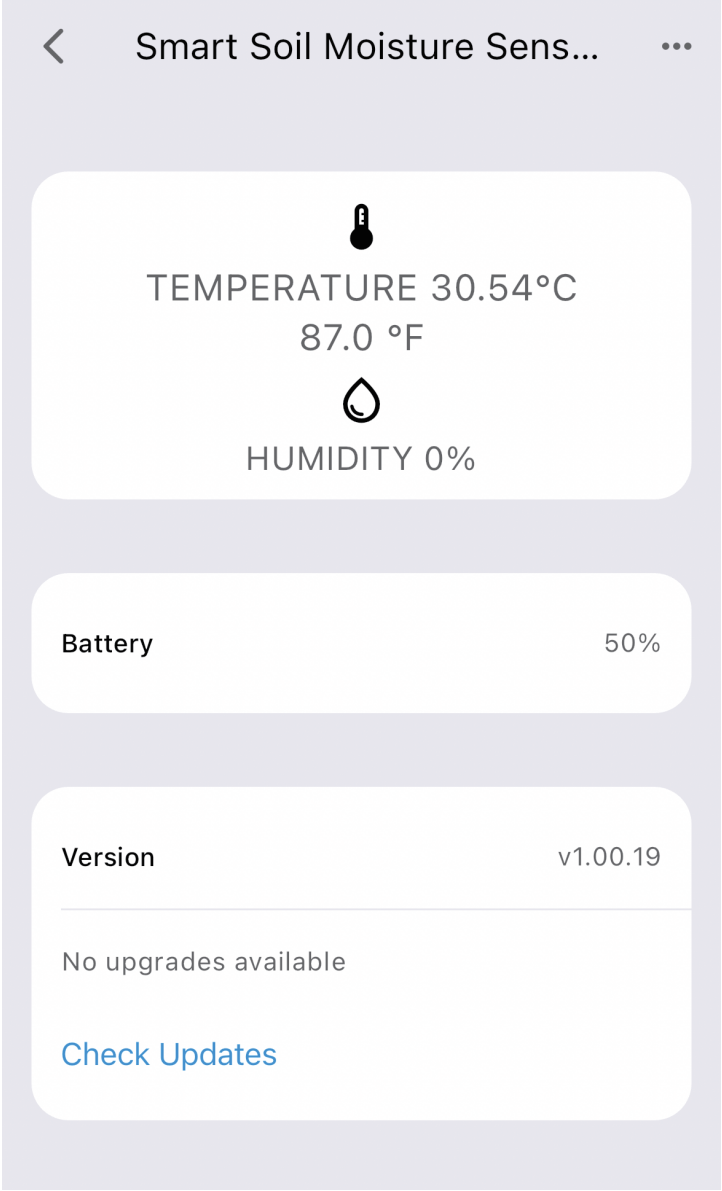 Smart Soil Moisture Sens...
TEMPERATURE 30.54°C
87.0 °F
HUMIDITY 0%
Battery 50%
Version v1.00.19
No upgrades available
Check Updates